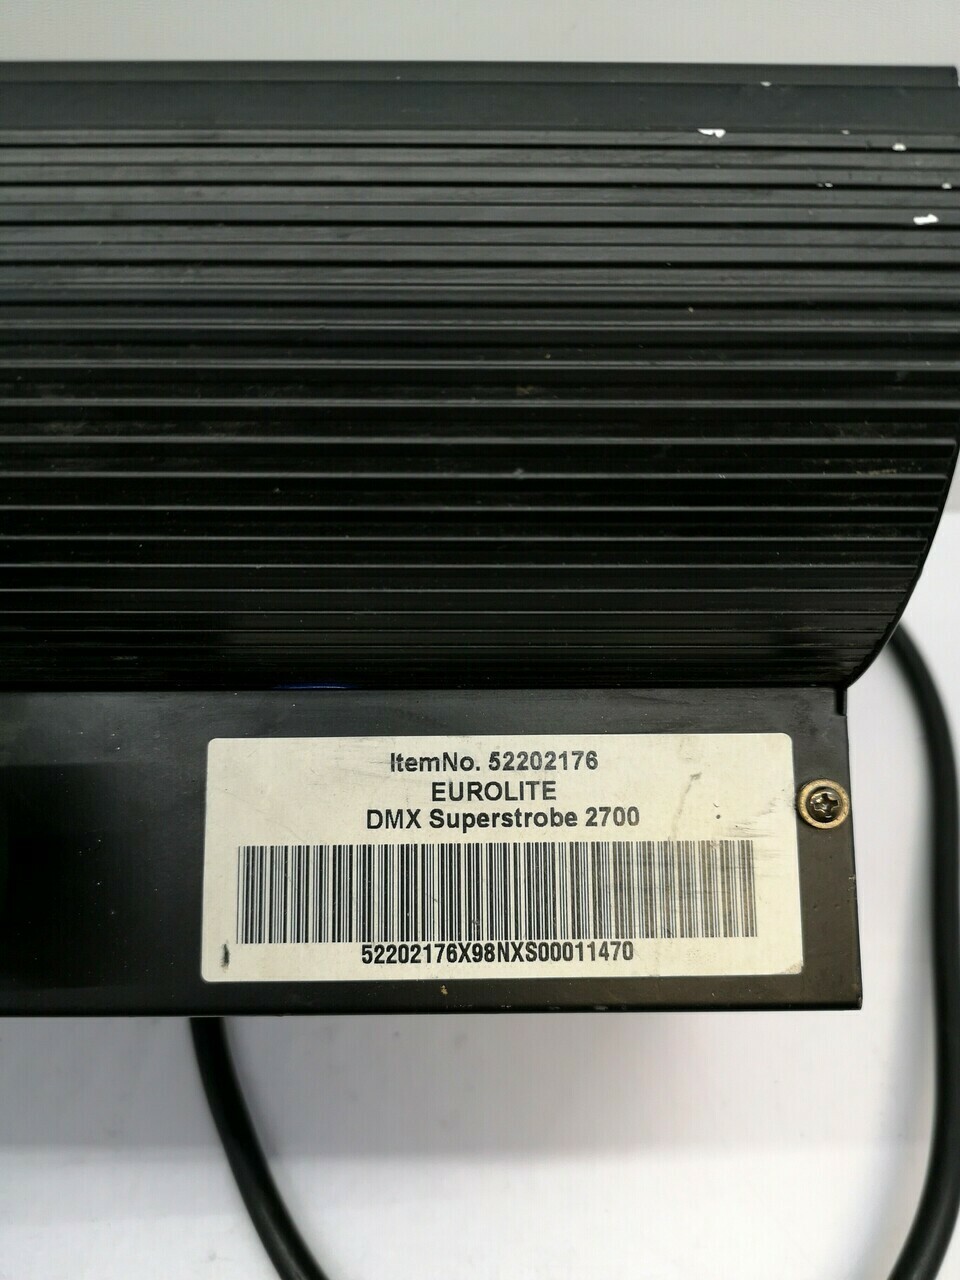 ItemNo. 52202176
EUROLITE
DMX Superstrobe 2700
52202176X98NXS00011470